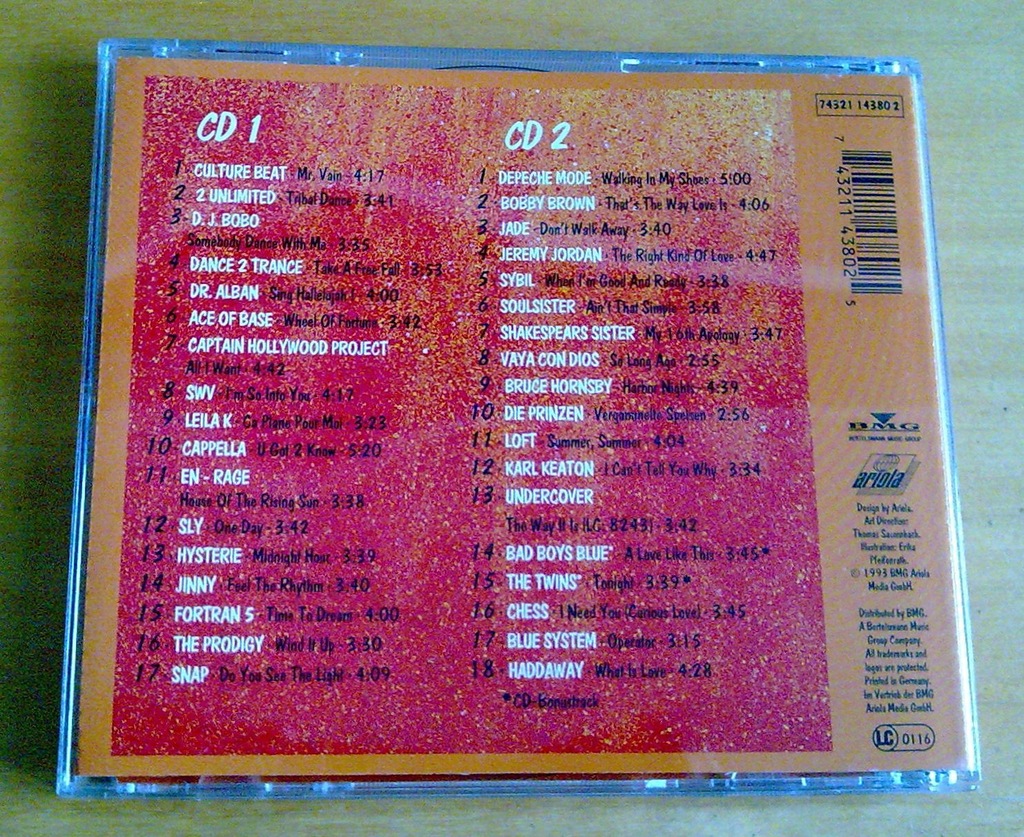 CD 1
1 CULTURE BEAT · Mr. Vain · 4:17
2 2 UNLIMITED · Tribal Dance · 3:41
3 D.J. BOBO
Somebody Dance With Me · 3:35
4 DANCE 2 TRANCE · Take A Free Fall · 3:53
5 DR. ALBAN · Sing Hallelujah! · 4:00
6 ACE OF BASE · Wheel Of Fortune · 3:42
7 CAPTAIN HOLLYWOOD PROJECT
All I Want · 4:42
8 SWV · I'm So Into You · 4:17
9 LEILA K · Ca Plane Pour Moi · 3:23
10 CAPPELLA · U Got 2 Know · 5:20
11 EN-RAGE
House Of The Rising Sun · 3:38
12 SLY · One Day · 3:42
13 HYSTERIE · Midnight Hour · 3:39
14 JINNY · Feel The Rhythm · 3:40
15 FORTRAN 5 · Time To Dream · 4:00
16 THE PRODIGY · Wind It Up · 3:30
17 SNAP · Do You See The Light · 4:09
CD 2
1 DEPECHE MODE · Walking In My Shoes · 5:00
2 BOBBY BROWN · That's The Way Love Is · 4:06
3 JADE · Don't Walk Away · 3:40
4 JEREMY JORDAN · The Right Kind Of Love · 4:47
5 SYBIL · When I'm Good And Ready · 3:38
6 SOULSISTER · Ain't That Simple · 3:58
7 SHAKESPEARS SISTER · My 16th Apology · 3:47
8 VAYA CON DIOS · So Long Ago · 2:55
9 BRUCE HORNSBY · Harbor Nights · 4:39
10 DIE PRINZEN · Vergammelte Speisen · 2:56
11 LOFT · Summer, Summer · 4:04
12 KARL KEATON · I Can't Tell You Why · 3:34
13 UNDERCOVER
The Way It Is (LC: 8243) · 3:42
14 BAD BOYS BLUE* · A Love Like This · 3:45*
15 THE TWINS* · Tonight · 3:39*
16 CHESS · I Need You (Curious Love) · 3:45
17 BLUE SYSTEM · Operator · 3:15
18 HADDAWAY · What Is Love · 4:28
*CD-Bonustrack
74321 14380 2
7 43211 43802 5
BMG
BERTELSMANN MUSIC GROUP
ariola
Design by Ariola.
Art Direction:
Thomas Sassenbach.
Illustration: Erika
© 1993 BMG Ariola
Media GmbH.
Distributed by BMG.
A Bertelsmann Music
Group Company.
All trademarks and
logos are protected.
Printed in Germany.
Im Vertrieb der BMG
Ariola Media GmbH.
LC 0116